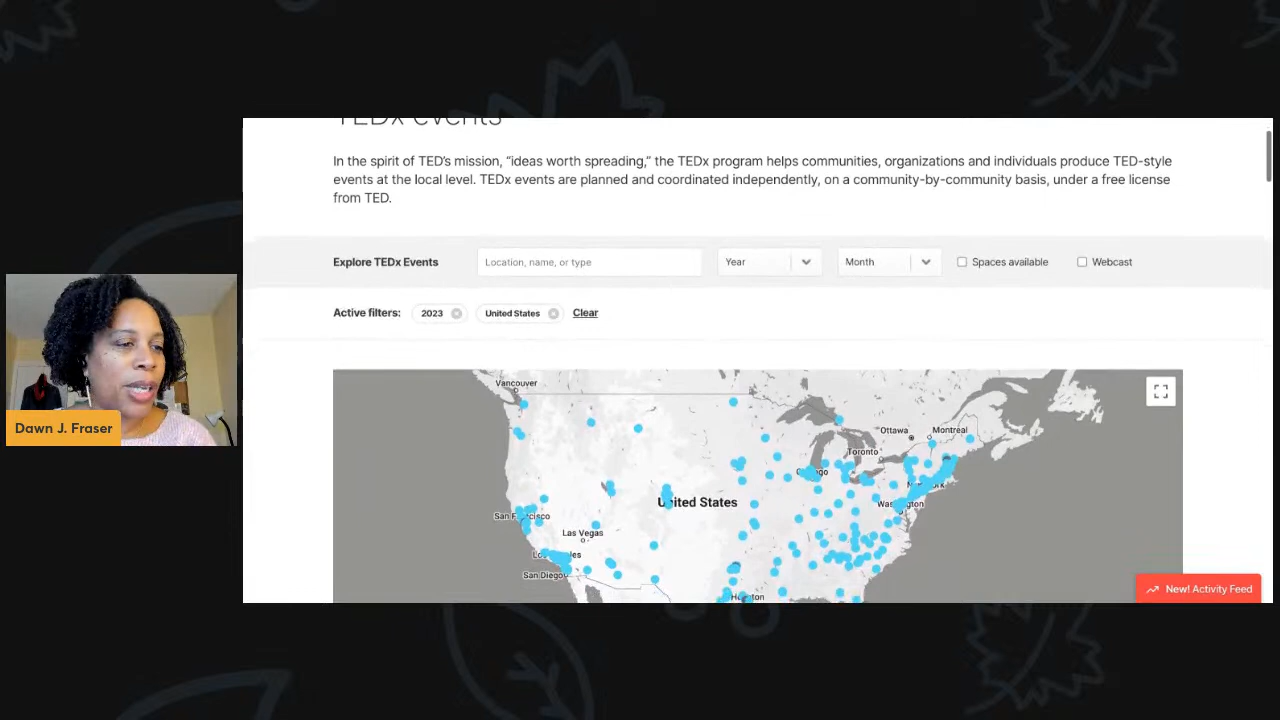 TEDx events
In the spirit of TED's mission, “ideas worth spreading,” the TEDx program helps communities, organizations and individuals produce TED-style
events at the local level. TEDx events are planned and coordinated independently, on a community-by-community basis, under a free license
from TED.
Explore TEDx Events
Location, name, or type
Year
Month
Spaces available
Webcast
Active filters:
2023
United States
Clear
Vancouver
Ottawa
Montreal
Toronto
United States
San Francisco
Las Vegas
San Diego
Houston
Washington
Dawn J. Fraser
New! Activity Feed